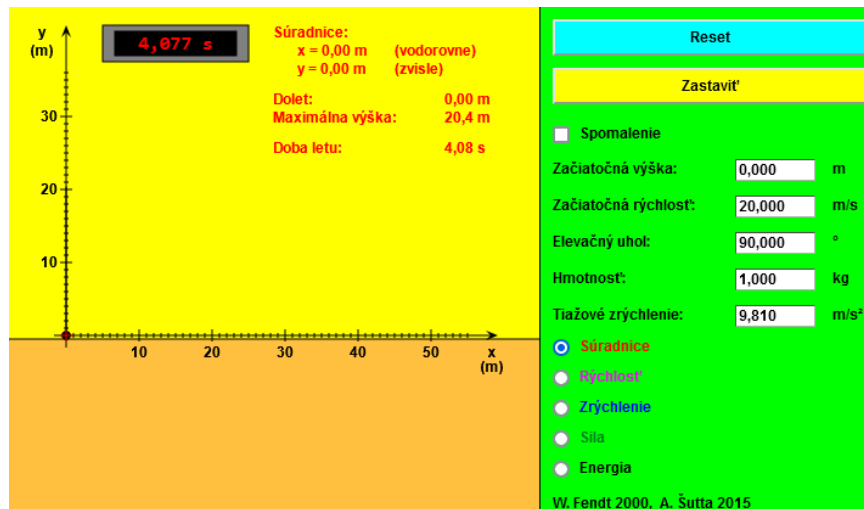 y
(m)
4,077 s
Súradnice:
x = 0,00 m (vodorovne)
y = 0,00 m (zvisle)
Dolet: 0,00 m
Maximálna výška: 20,4 m
Doba letu: 4,08 s
30
20
10
10 20 30 40 50 x
(m)
Reset
Zastaviť
Spomalenie
Začiatočná výška: 0,000 m
Začiatočná rýchlosť: 20,000 m/s
Elevačný uhol: 90,000 °
Hmotnosť: 1,000 kg
Tiažové zrýchlenie: 9,810 m/s²
Súradnice
Rýchlosť
Zrýchlenie
Sila
Energia
W. Fendt 2000, A. Šutta 2015